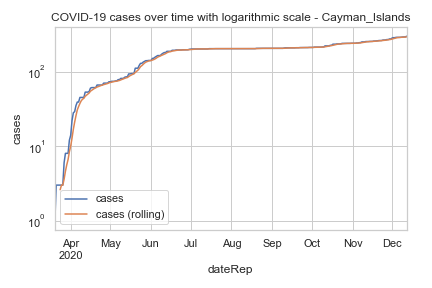 COVID-19 cases over time with logarithmic scale - Cayman_Islands
cases
10²
10¹
10⁰
cases
cases (rolling)
Apr May Jun Jul Aug Sep Oct Nov Dec
2020
dateRep